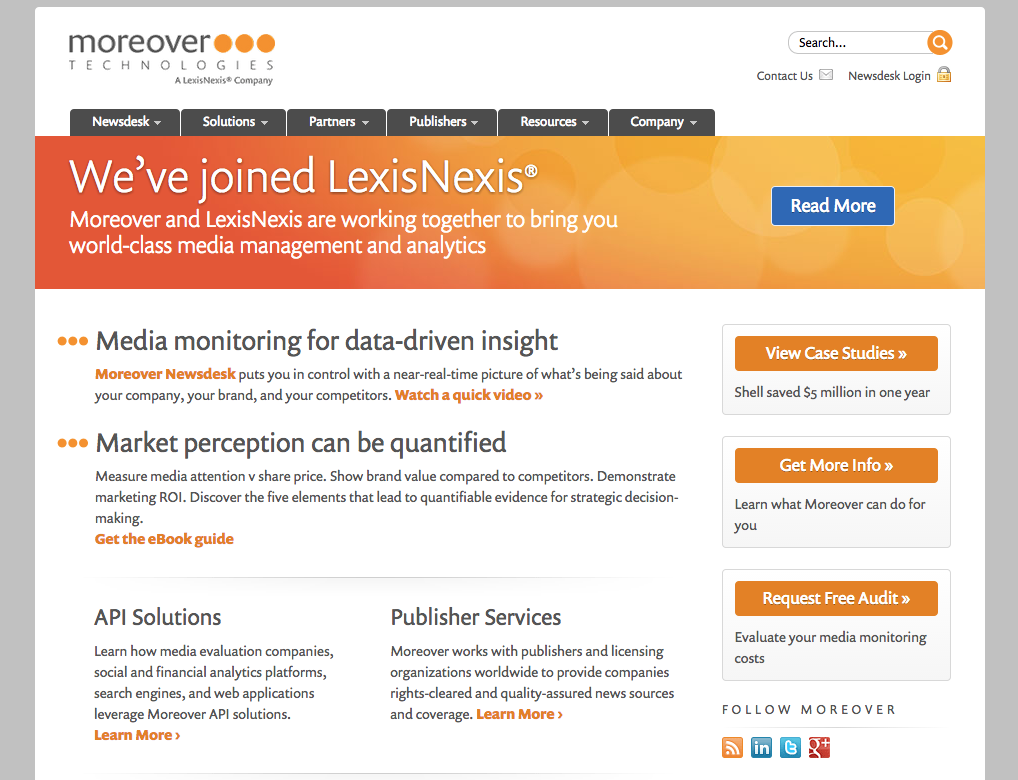 moreover
TECHNOLOGIES
A LexisNexis® Company
Search...
Contact Us
Newsdesk Login
Newsdesk
Solutions
Partners
Publishers
Resources
Company
We've joined LexisNexis®
Moreover and LexisNexis are working together to bring you
world-class media management and analytics
Read More
Media monitoring for data-driven insight
Moreover Newsdesk puts you in control with a near-real-time picture of what's being said about
your company, your brand, and your competitors. Watch a quick video »
Market perception can be quantified
Measure media attention v share price. Show brand value compared to competitors. Demonstrate
marketing ROI. Discover the five elements that lead to quantifiable evidence for strategic decision-
making.
Get the eBook guide
API Solutions
Learn how media evaluation companies,
social and financial analytics platforms,
search engines, and web applications
leverage Moreover API solutions.
Learn More ›
Publisher Services
Moreover works with publishers and licensing
organizations worldwide to provide companies
rights-cleared and quality-assured news sources
and coverage. Learn More ›
View Case Studies »
Shell saved $5 million in one year
Get More Info »
Learn what Moreover can do for
you
Request Free Audit »
Evaluate your media monitoring
costs
FOLLOW MOREOVER
in
t
g+